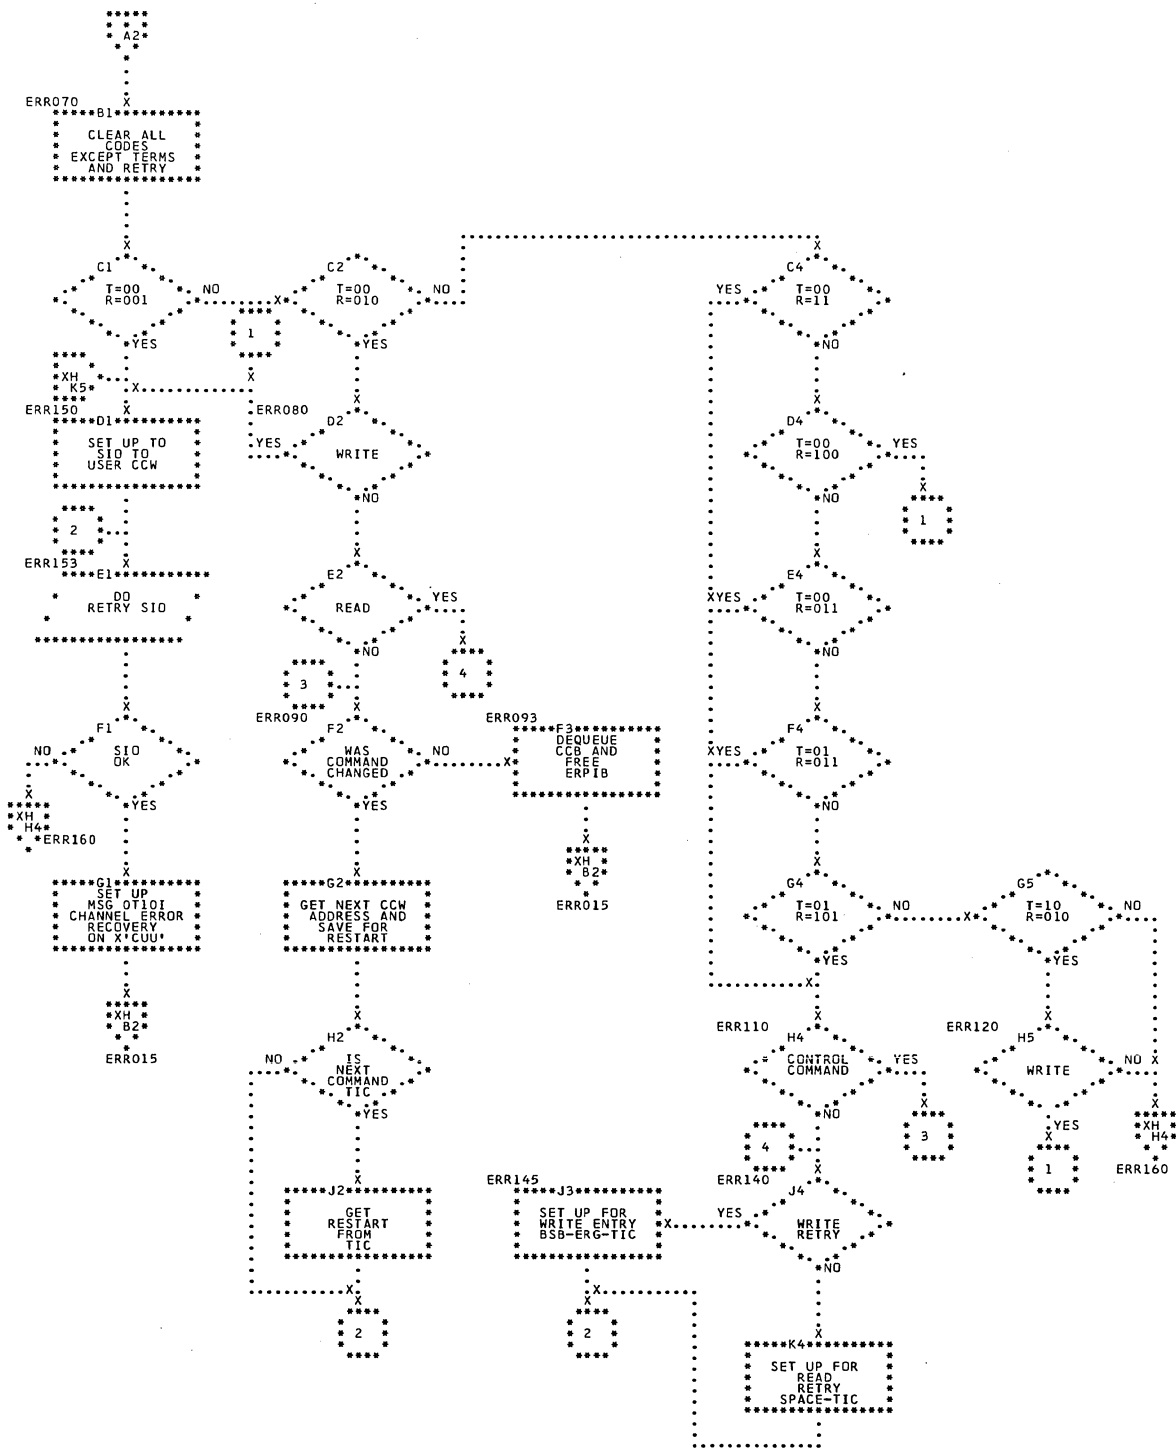 A2
ERR070
B1
CLEAR ALL
CODES
EXCEPT TERMS
AND RETRY
C1
T=00
R=001
NO
YES
C2
T=00
R=010
NO
YES
C4
T=00
R=11
YES
NO
1
XH
K5
ERR150
D1
SET UP TO
SIO TO
USER CCW
ERR080
D2
WRITE
YES
NO
D4
T=00
R=100
YES
NO
1
2
ERR153
E1
DO
RETRY SIO
E2
READ
YES
NO
4
E4
T=00
R=011
YES
NO
3
F1
SIO
OK
NO
YES
XH
H4
ERR160
ERR090
F2
WAS
COMMAND
CHANGED
NO
YES
ERR093
F3
DEQUEUE
CCB AND
FREE
ERPIB
XH
B2
ERR015
F4
T=01
R=011
YES
NO
G1
SET UP
MSG 0T10I
CHANNEL ERROR
RECOVERY
ON X'CUU'
XH
B2
ERR015
G2
GET NEXT CCW
ADDRESS AND
SAVE FOR
RESTART
G4
T=01
R=101
NO
YES
G5
T=10
R=010
NO
YES
H2
IS
NEXT
COMMAND
TIC
NO
YES
ERR110
H4
CONTROL
COMMAND
YES
NO
3
ERR120
H5
WRITE
NO
YES
1
XH
H4
ERR160
4
J2
GET
RESTART
FROM
TIC
2
ERR145
J3
SET UP FOR
WRITE ENTRY
BSB-ERG-TIC
2
ERR140
J4
WRITE
RETRY
YES
NO
K4
SET UP FOR
READ
RETRY
SPACE-TIC